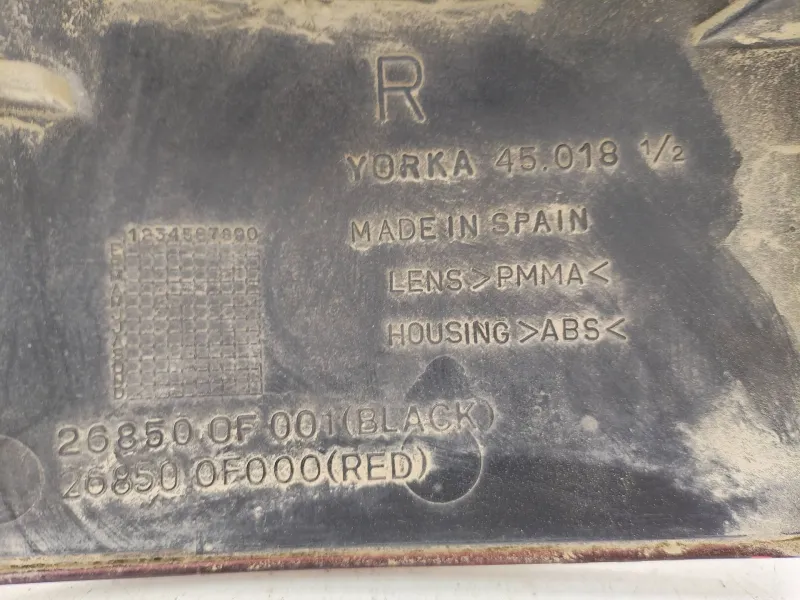 R
YORKA 45.018 1/2
MADE IN SPAIN
LENS >PMMA<
HOUSING >ABS<
1234567890
E
F
M
A
M
J
J
A
S
O
N
D
26850 0F 001 (BLACK)
26850 0F000 (RED)